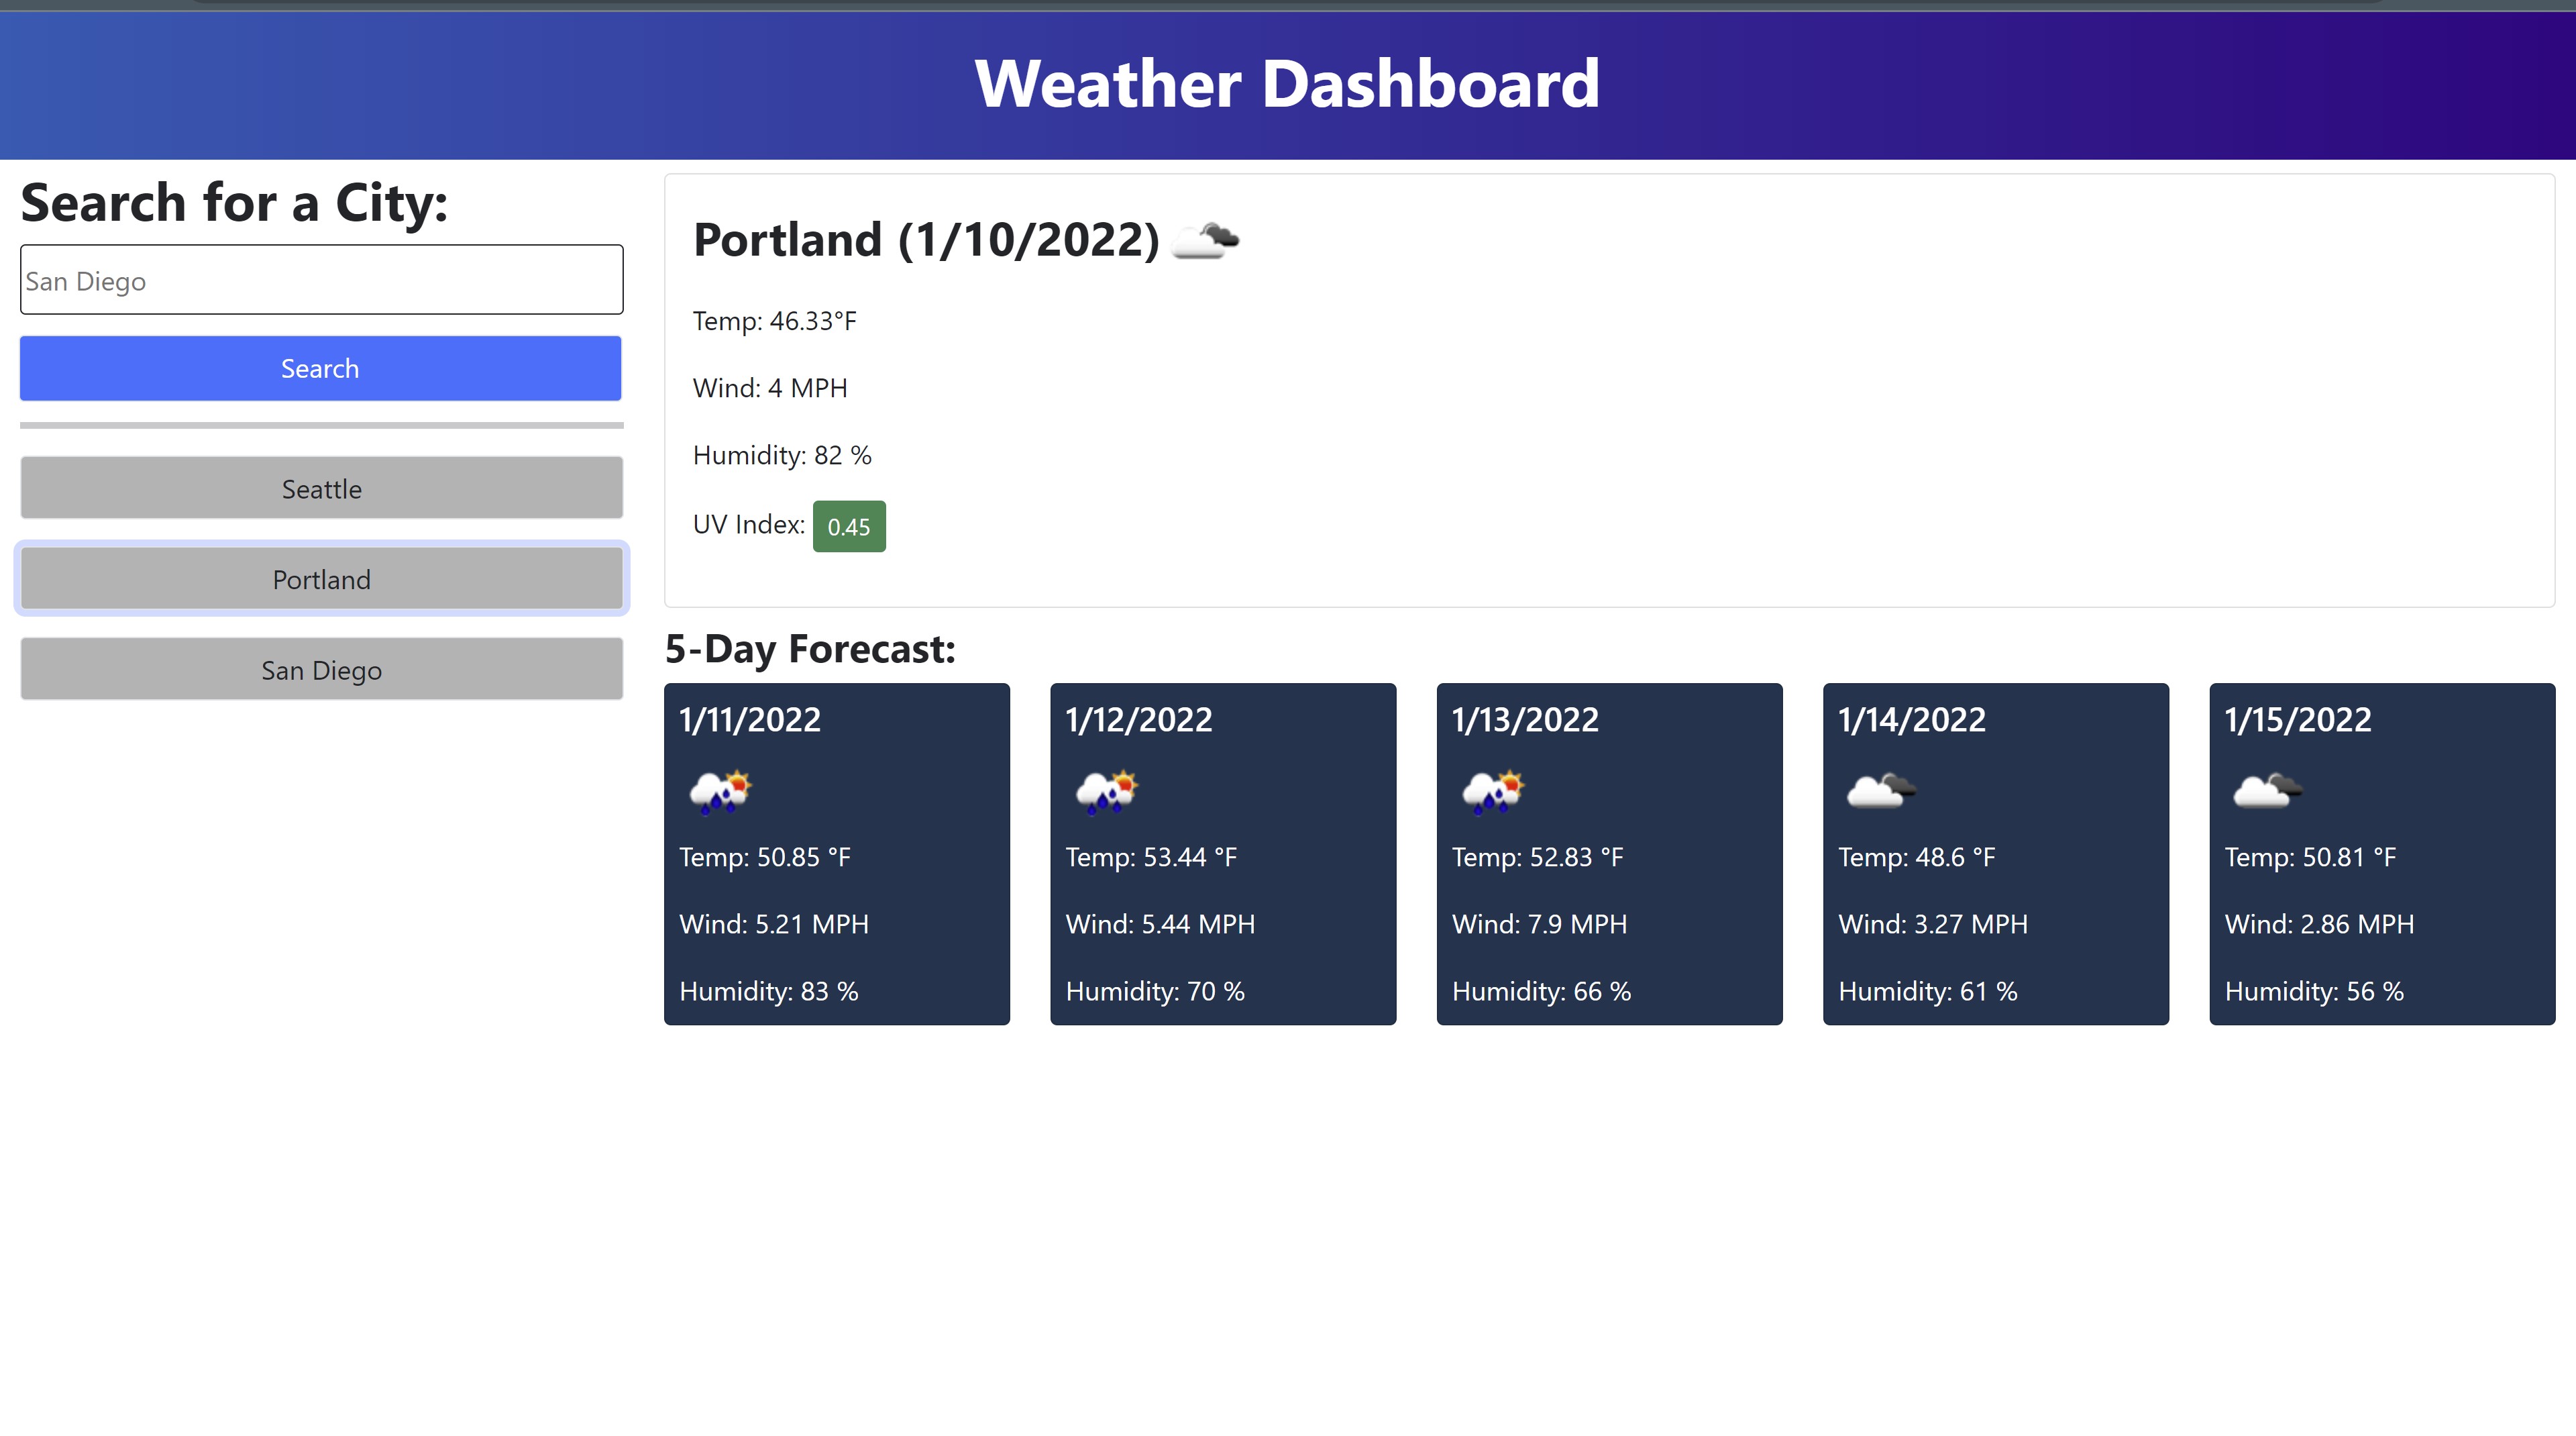 Weather Dashboard
Search for a City:
San Diego
Search
Seattle
Portland
San Diego
Portland (1/10/2022)
Temp: 46.33°F
Wind: 4 MPH
Humidity: 82 %
UV Index: 0.45
5-Day Forecast:
1/11/2022
Temp: 50.85 °F
Wind: 5.21 MPH
Humidity: 83 %
1/12/2022
Temp: 53.44 °F
Wind: 5.44 MPH
Humidity: 70 %
1/13/2022
Temp: 52.83 °F
Wind: 7.9 MPH
Humidity: 66 %
1/14/2022
Temp: 48.6 °F
Wind: 3.27 MPH
Humidity: 61 %
1/15/2022
Temp: 50.81 °F
Wind: 2.86 MPH
Humidity: 56 %